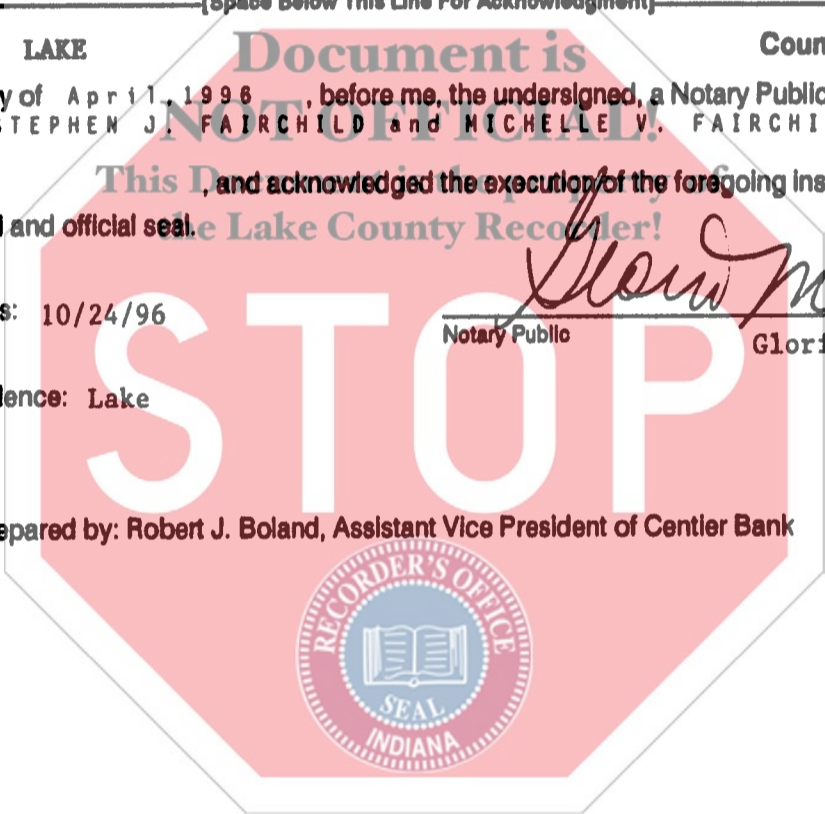 [Space Below This Line For Acknowledgment]
LAKE Coun
Document is
y of April, 1996 , before me, the undersigned, a Notary Public
STEPHEN J. FAIRCHILD and MICHELLE V. FAIRCHI
NOT OFFICIAL!
This Document is the property of
, and acknowledged the execution of the foregoing ins
and official seal.
the Lake County Recorder!
s: 10/24/96
Notary Public Glori
ence: Lake
STOP
epared by: Robert J. Boland, Assistant Vice President of Centier Bank
RECORDER'S OFFICE
SEAL
INDIANA